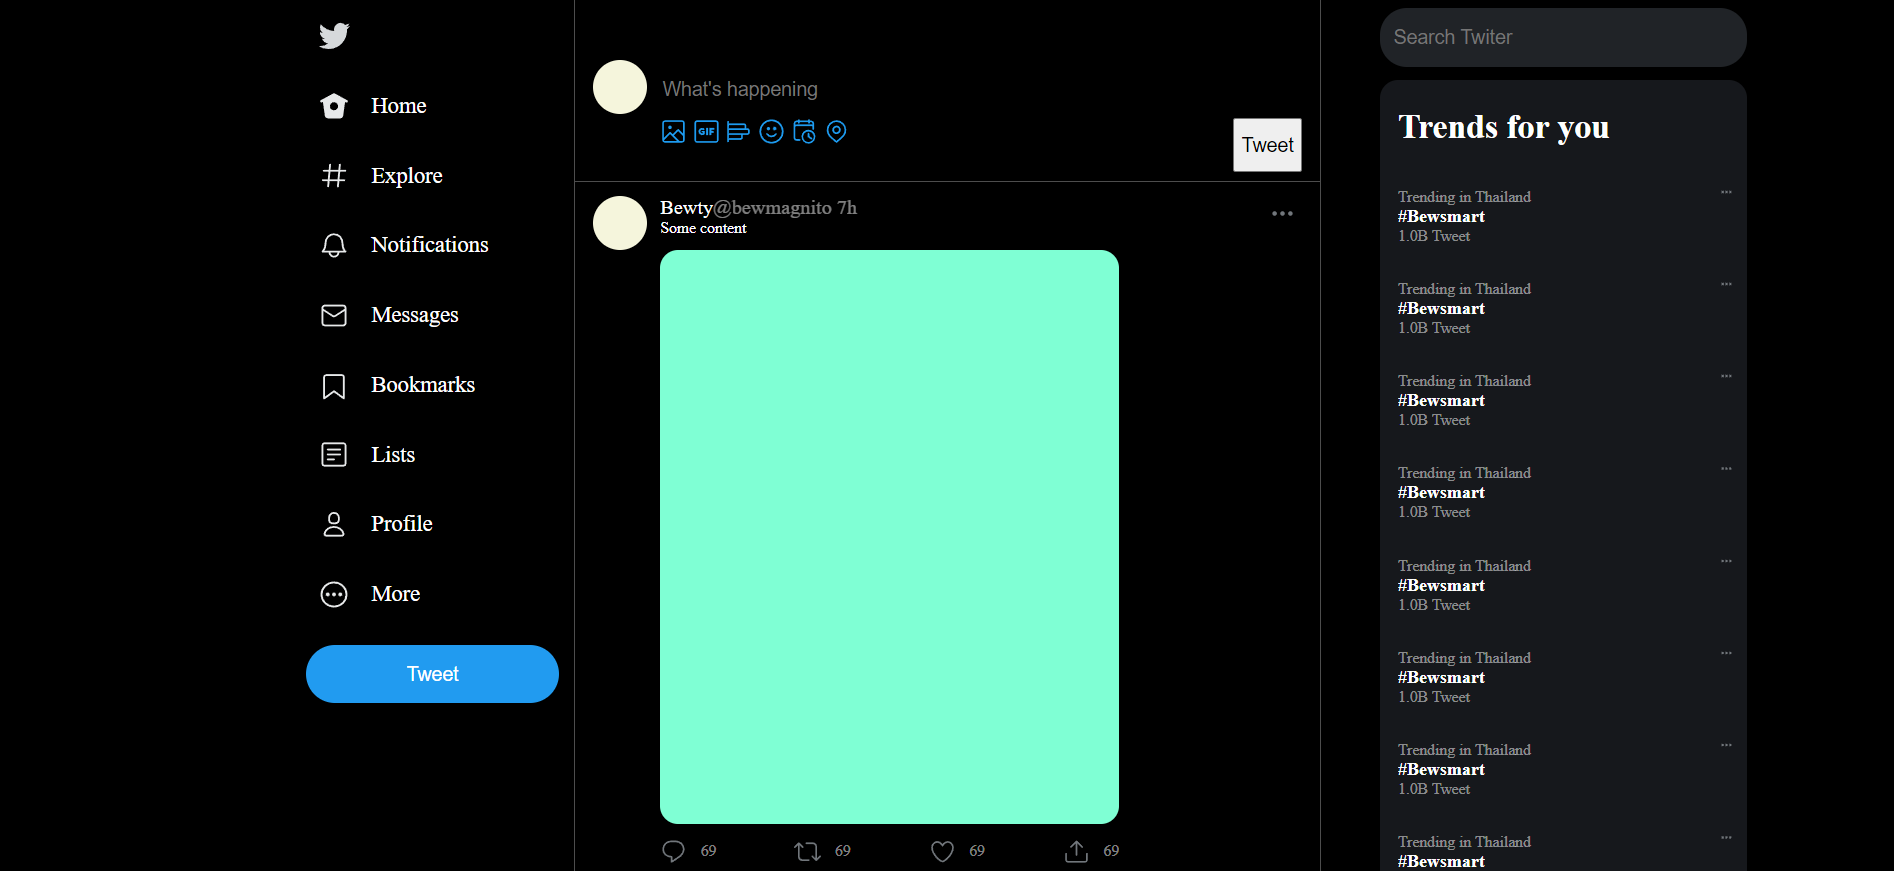 Home
Explore
Notifications
Messages
Bookmarks
Lists
Profile
More
Tweet
What's happening
GIF
Tweet
Bewty@bewmagnito 7h
Some content
69 69 69 69
Search Twiter
Trends for you
Trending in Thailand
#Bewsmart
1.0B Tweet
Trending in Thailand
#Bewsmart
1.0B Tweet
Trending in Thailand
#Bewsmart
1.0B Tweet
Trending in Thailand
#Bewsmart
1.0B Tweet
Trending in Thailand
#Bewsmart
1.0B Tweet
Trending in Thailand
#Bewsmart
1.0B Tweet
Trending in Thailand
#Bewsmart
1.0B Tweet
Trending in Thailand
#Bewsmart